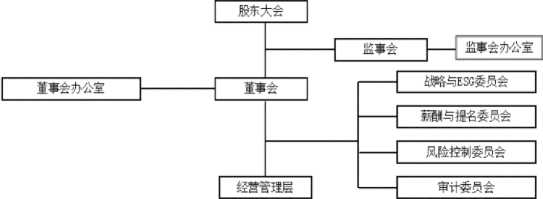 股东大会
监事会
监事会办公室
董事会办公室
董事会
战略与ESG委员会
薪酬与提名委员会
风险控制委员会
经营管理层
审计委员会